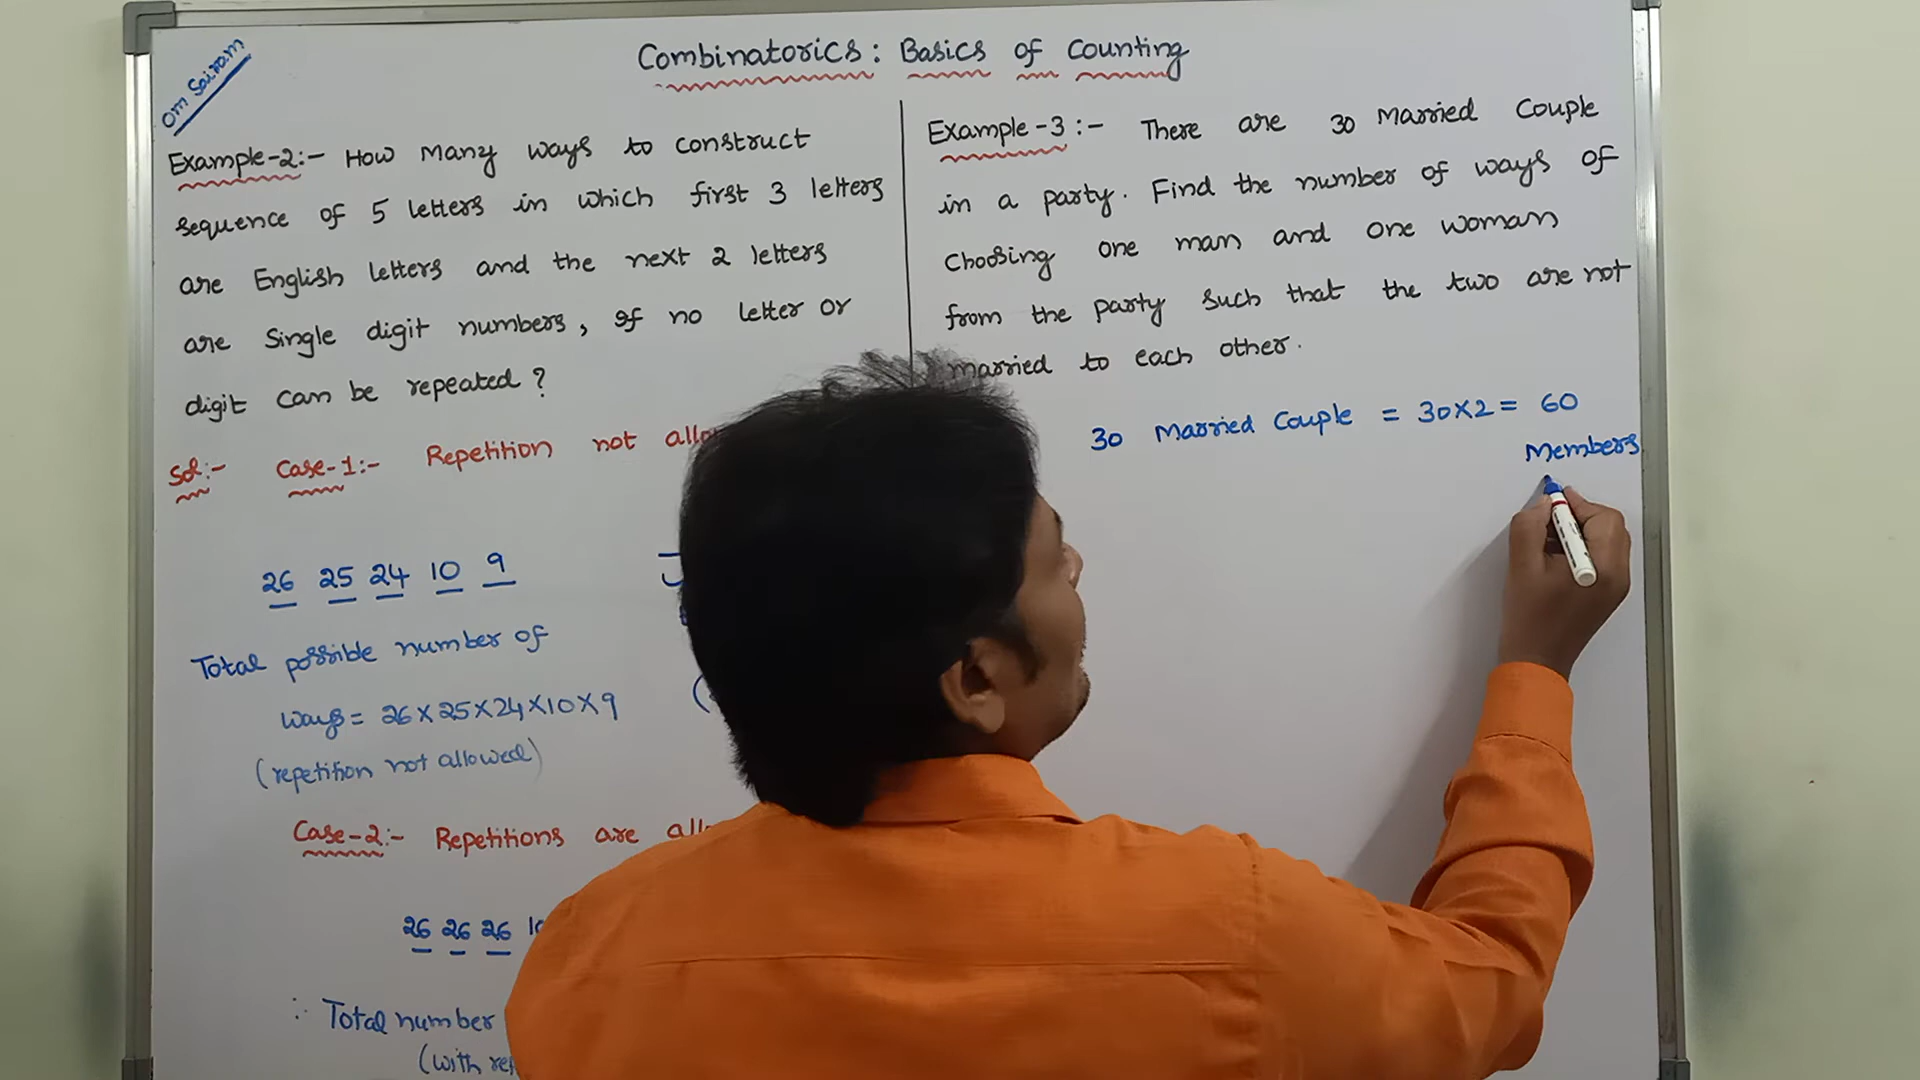 Om Sairam
Combinatorics: Basics of Counting
Example-2:- How many ways to construct
sequence of 5 letters in which first 3 letters
are English letters and the next 2 letters
are single digit numbers, if no letter or
digit can be repeated?
Sol:- Case-1:- Repetition not
26 25 24 10 9
Total possible number of
ways = 26×25×24×10×9
(repetition not allowed)
Case-2:- Repetitions are
26 26 26
∴ Total number
(with
Example-3:- There are 30 Married Couple
in a party. Find the number of ways of
choosing one man and one woman
from the party such that the two are not
married to each other.
30 Married Couple = 30×2 = 60
Members